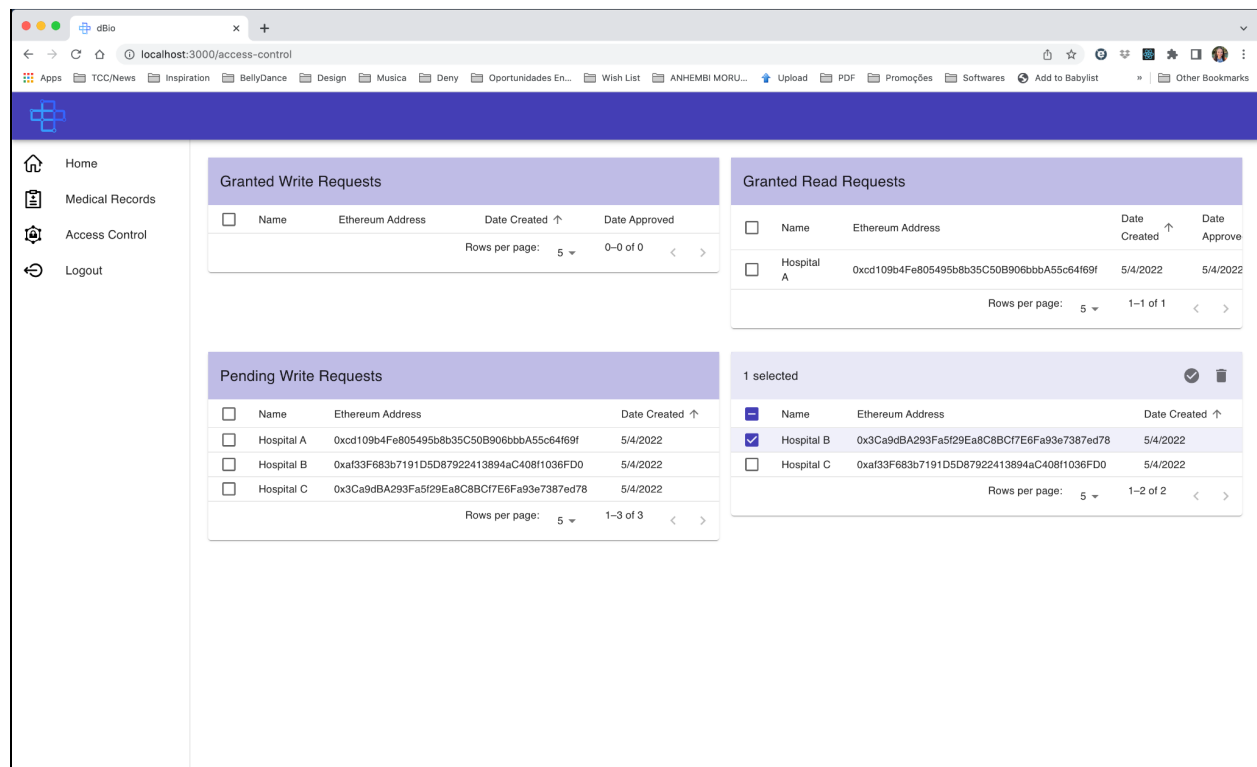 dBio
localhost:3000/access-control
Apps TCC/News Inspiration BellyDance Design Musica Deny Oportunidades En... Wish List ANHEMBI MORU... Upload PDF Promoções Softwares Add to Babylist » Other Bookmarks
Home
Medical Records
Access Control
Logout
Granted Write Requests
Name Ethereum Address Date Created Date Approved
Rows per page: 5 0–0 of 0
Granted Read Requests
Name Ethereum Address Date Created Date Approve
Hospital A 0xcd109b4Fe805495b8b35C50B906bbbA55c64f69f 5/4/2022 5/4/2022
Rows per page: 5 1–1 of 1
Pending Write Requests
Name Ethereum Address Date Created
Hospital A 0xcd109b4Fe805495b8b35C50B906bbbA55c64f69f 5/4/2022
Hospital B 0xaf33F683b7191D5D87922413894aC408f1036FD0 5/4/2022
Hospital C 0x3Ca9dBA293Fa5f29Ea8C8BCf7E6Fa93e7387ed78 5/4/2022
Rows per page: 5 1–3 of 3
1 selected
Name Ethereum Address Date Created
Hospital B 0x3Ca9dBA293Fa5f29Ea8C8BCf7E6Fa93e7387ed78 5/4/2022
Hospital C 0xaf33F683b7191D5D87922413894aC408f1036FD0 5/4/2022
Rows per page: 5 1–2 of 2